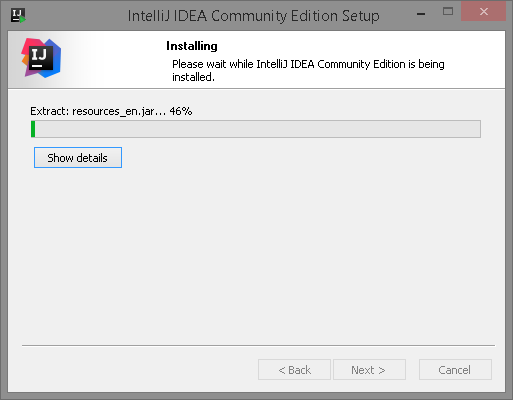 IntelliJ IDEA Community Edition Setup
IJ
Installing
Please wait while IntelliJ IDEA Community Edition is being
installed.
Extract: resources_en.jar... 46%
Show details
< Back
Next >
Cancel